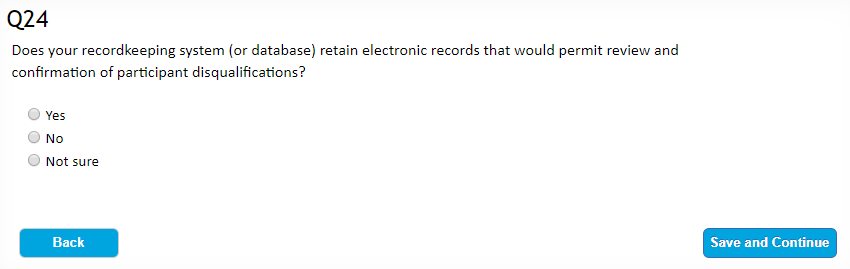 Q24
Does your recordkeeping system (or database) retain electronic records that would permit review and
confirmation of participant disqualifications?
Yes
No
Not sure
Back
Save and Continue